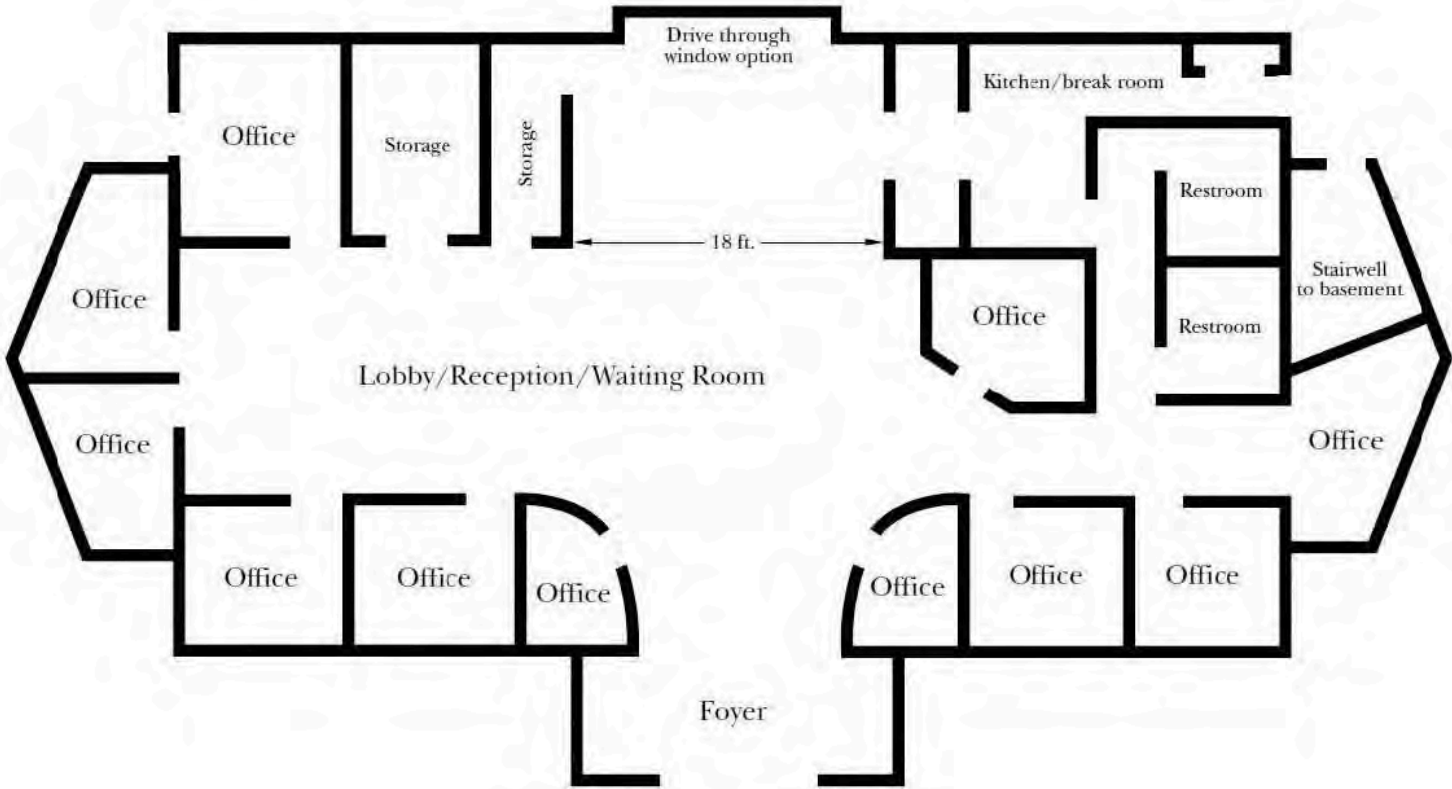 Drive through
window option
Kitchen/break room
Office
Storage
Storage
Restroom
18 ft.
Stairwell
to basement
Office
Office
Restroom
Lobby/Reception/Waiting Room
Office
Office
Office
Office
Office
Office
Office
Office
Foyer